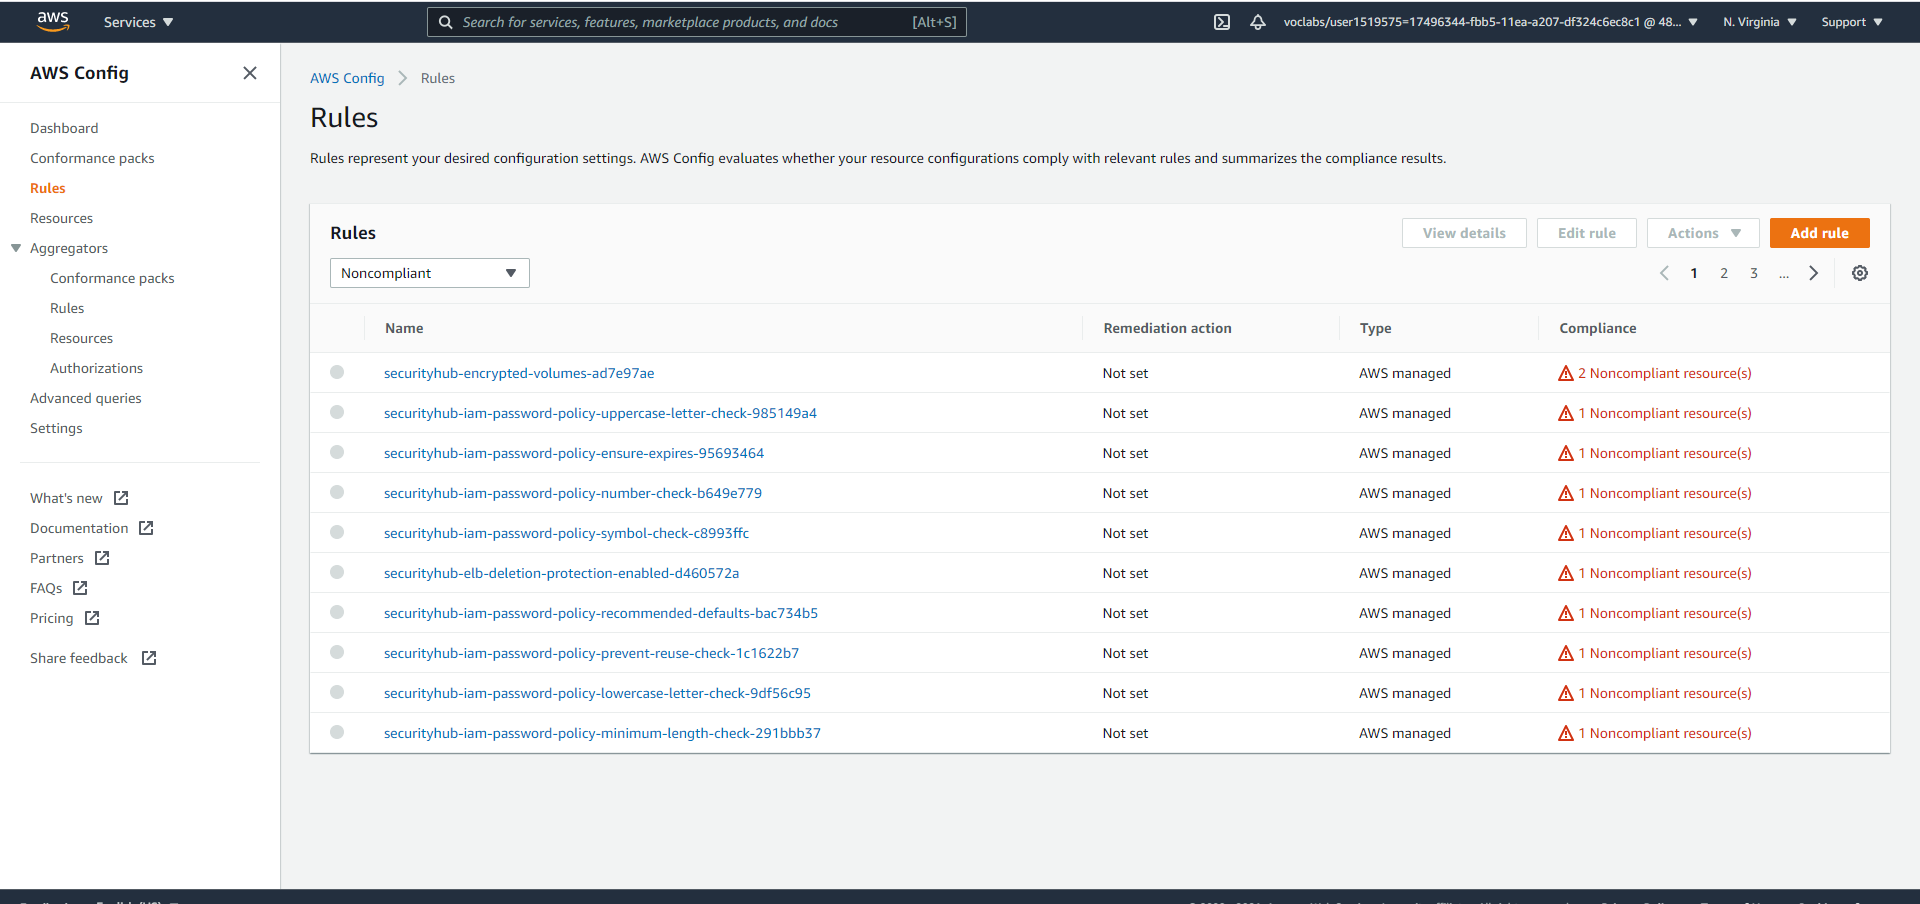 aws Services Search for services, features, marketplace products, and docs [Alt+S] voclabs/user1519575=17496344-fbb5-11ea-a207-df324c6ec8c1 @ 48... N. Virginia Support
AWS Config
Dashboard
Conformance packs
Rules
Resources
Aggregators
Conformance packs
Rules
Resources
Authorizations
Advanced queries
Settings
What's new
Documentation
Partners
FAQs
Pricing
Share feedback
AWS Config Rules
Rules
Rules represent your desired configuration settings. AWS Config evaluates whether your resource configurations comply with relevant rules and summarizes the compliance results.
Rules View details Edit rule Actions Add rule
Noncompliant 1 2 3 ...
Name Remediation action Type Compliance
securityhub-encrypted-volumes-ad7e97ae Not set AWS managed 2 Noncompliant resource(s)
securityhub-iam-password-policy-uppercase-letter-check-985149a4 Not set AWS managed 1 Noncompliant resource(s)
securityhub-iam-password-policy-ensure-expires-95693464 Not set AWS managed 1 Noncompliant resource(s)
securityhub-iam-password-policy-number-check-b649e779 Not set AWS managed 1 Noncompliant resource(s)
securityhub-iam-password-policy-symbol-check-c8993ffc Not set AWS managed 1 Noncompliant resource(s)
securityhub-elb-deletion-protection-enabled-d460572a Not set AWS managed 1 Noncompliant resource(s)
securityhub-iam-password-policy-recommended-defaults-bac734b5 Not set AWS managed 1 Noncompliant resource(s)
securityhub-iam-password-policy-prevent-reuse-check-1c1622b7 Not set AWS managed 1 Noncompliant resource(s)
securityhub-iam-password-policy-lowercase-letter-check-9df56c95 Not set AWS managed 1 Noncompliant resource(s)
securityhub-iam-password-policy-minimum-length-check-291bbb37 Not set AWS managed 1 Noncompliant resource(s)